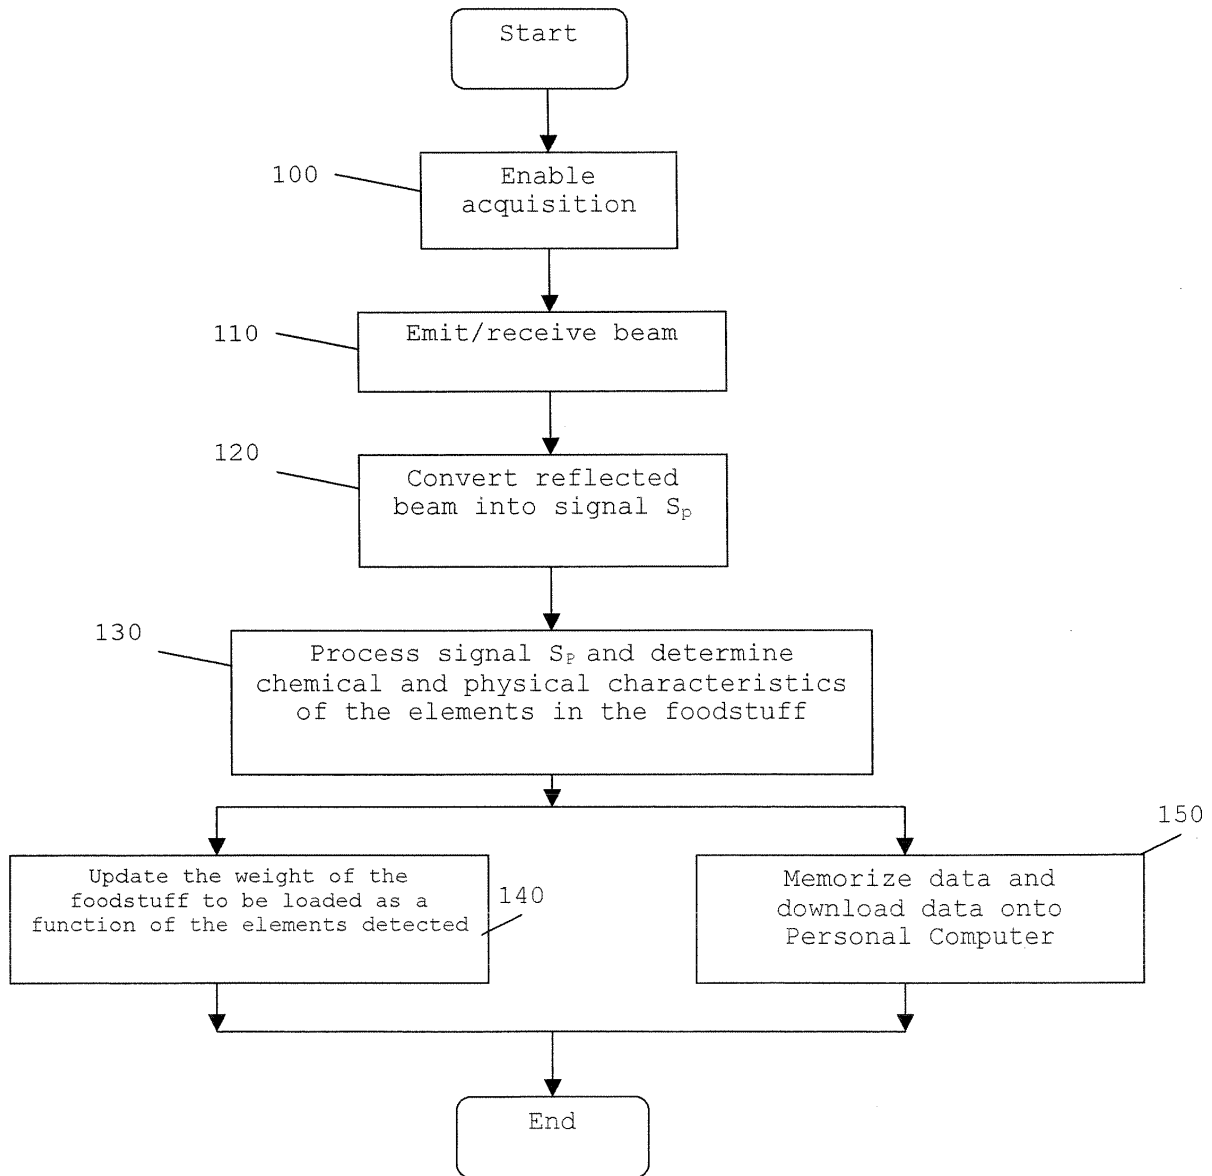 Start
100
Enable
acquisition
110
Emit/receive beam
120
Convert reflected
beam into signal Sₚ
130
Process signal Sₚ and determine
chemical and physical characteristics
of the elements in the foodstuff
Update the weight of the
foodstuff to be loaded as a
function of the elements detected
140
150
Memorize data and
download data onto
Personal Computer
End